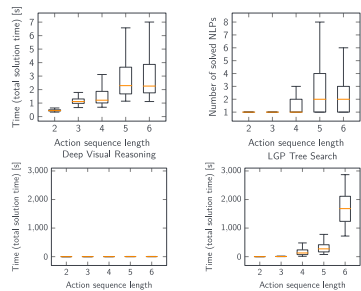 Time (total solution time) [s]
7
6
5
4
3
2
1
0
2 3 4 5 6
Action sequence length
Number of solved NLPs
8
7
6
5
4
3
2
1
2 3 4 5 6
Action sequence length
Deep Visual Reasoning
Time (total solution time) [s]
3,000
2,000
1,000
0
2 3 4 5 6
Action sequence length
LGP Tree Search
Time (total solution time) [s]
3,000
2,000
1,000
0
2 3 4 5 6
Action sequence length